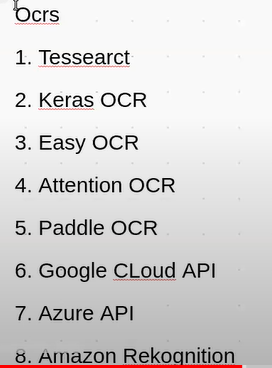 Ocrs
1. Tessearct
2. Keras OCR
3. Easy OCR
4. Attention OCR
5. Paddle OCR
6. Google CLoud API
7. Azure API
8. Amazon Rekognition